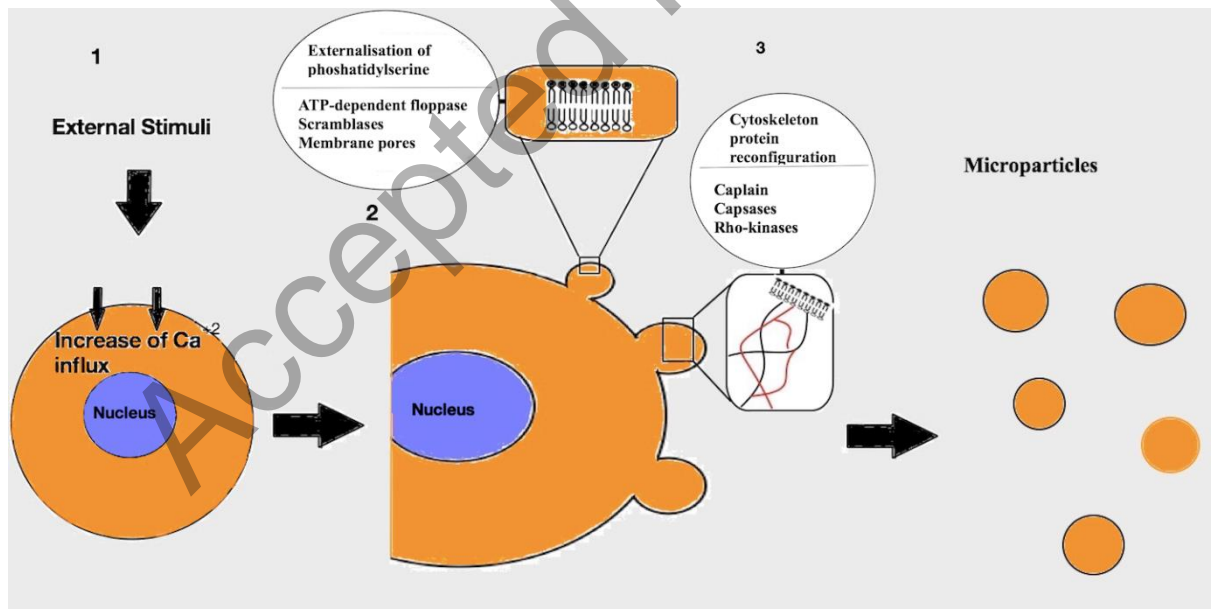 1
External Stimuli
Increase of Ca +2
influx
Nucleus
Externalisation of
phoshatidylserine
ATP-dependent floppase
Scramblases
Membrane pores
2
Nucleus
3
Cytoskeleton
protein
reconfiguration
Caplain
Capsases
Rho-kinases
Microparticles
Accepted